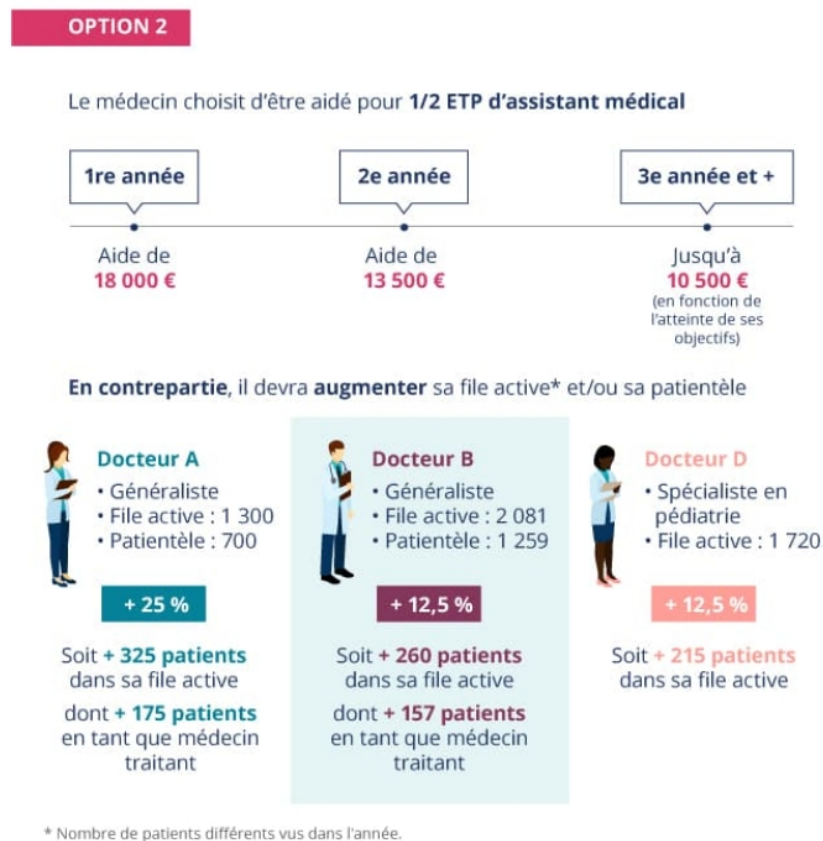 OPTION 2
Le médecin choisit d'être aidé pour 1/2 ETP d'assistant médical
1re année
2e année
3e année et +
Aide de
18 000 €
Aide de
13 500 €
Jusqu'à
10 500 €
(en fonction de
l'atteinte de ses
objectifs)
En contrepartie, il devra augmenter sa file active* et/ou sa patientèle
Docteur A
• Généraliste
• File active : 1 300
• Patientèle : 700
+ 25 %
Soit + 325 patients
dans sa file active
dont + 175 patients
en tant que médecin
traitant
Docteur B
• Généraliste
• File active : 2 081
• Patientèle : 1 259
+ 12,5 %
Soit + 260 patients
dans sa file active
dont + 157 patients
en tant que médecin
traitant
Docteur D
• Spécialiste en
pédiatrie
• File active : 1 720
+ 12,5 %
Soit + 215 patients
dans sa file active
* Nombre de patients différents vus dans l'année.